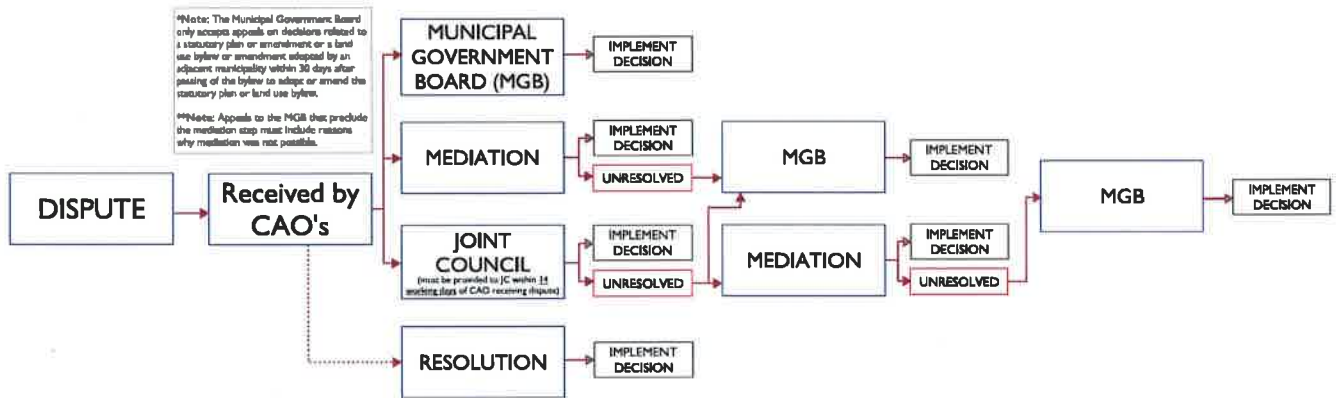 *Note: The Municipal Government Board
only accepts appeals on decisions related to
a statutory plan or amendment or a land
use bylaw or amendment adopted by an
adjacent municipality within 30 days after
passing of the bylaw to adopt or amend the
statutory plan or land use bylaw.
**Note: Appeals to the MGB that preclude
the mediation step must include reasons
why mediation was not possible.
DISPUTE
Received by
CAO's
MUNICIPAL
GOVERNMENT
BOARD (MGB)
IMPLEMENT
DECISION
MEDIATION
IMPLEMENT
DECISION
UNRESOLVED
JOINT
COUNCIL
(must be provided to JC within 14
working days of CAO receiving dispute)
IMPLEMENT
DECISION
UNRESOLVED
RESOLUTION
IMPLEMENT
DECISION
MGB
IMPLEMENT
DECISION
MEDIATION
IMPLEMENT
DECISION
UNRESOLVED
MGB
IMPLEMENT
DECISION